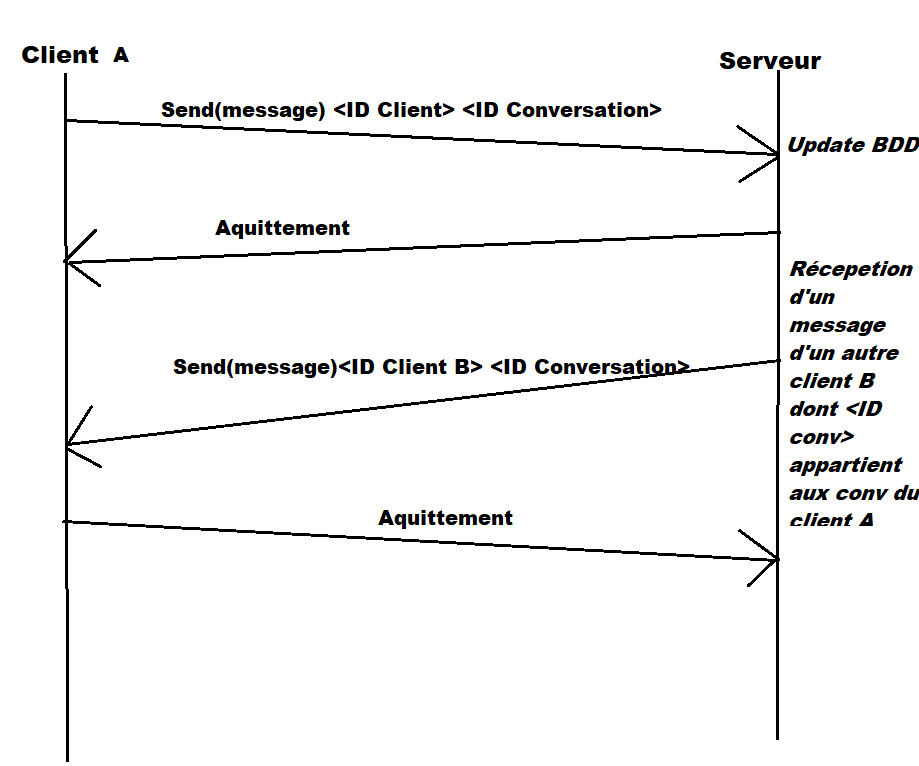 Client A
Serveur
Send(message) <ID Client> <ID Conversation>
Update BDD
Aquittement
Récepetion
d'un
message
d'un autre
client B
dont <ID
conv>
appartient
aux conv du
client A
Send(message)<ID Client B> <ID Conversation>
Aquittement